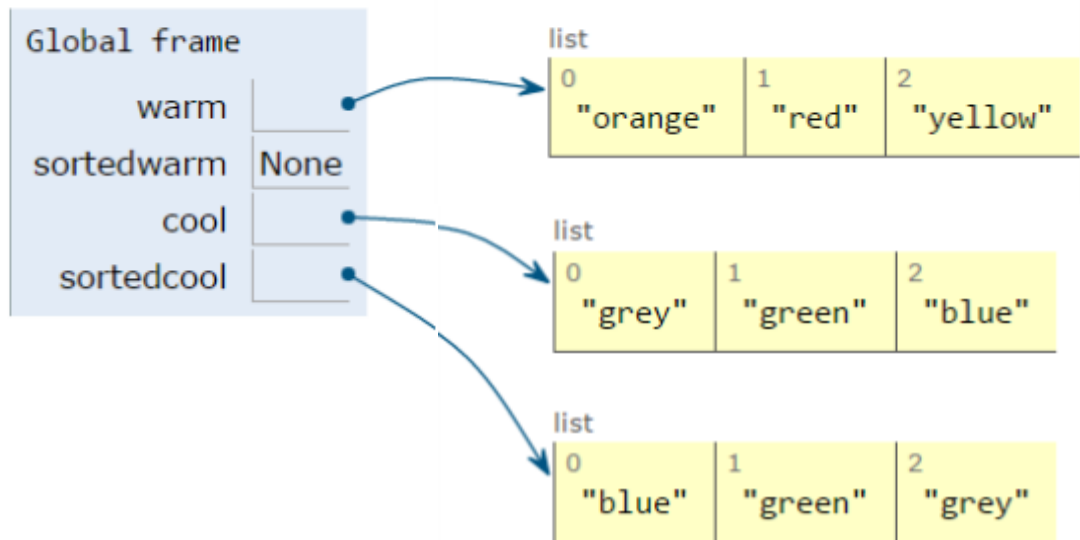 Global frame
warm
sortedwarm None
cool
sortedcool
list
0 1 2
"orange" "red" "yellow"
list
0 1 2
"grey" "green" "blue"
list
0 1 2
"blue" "green" "grey"